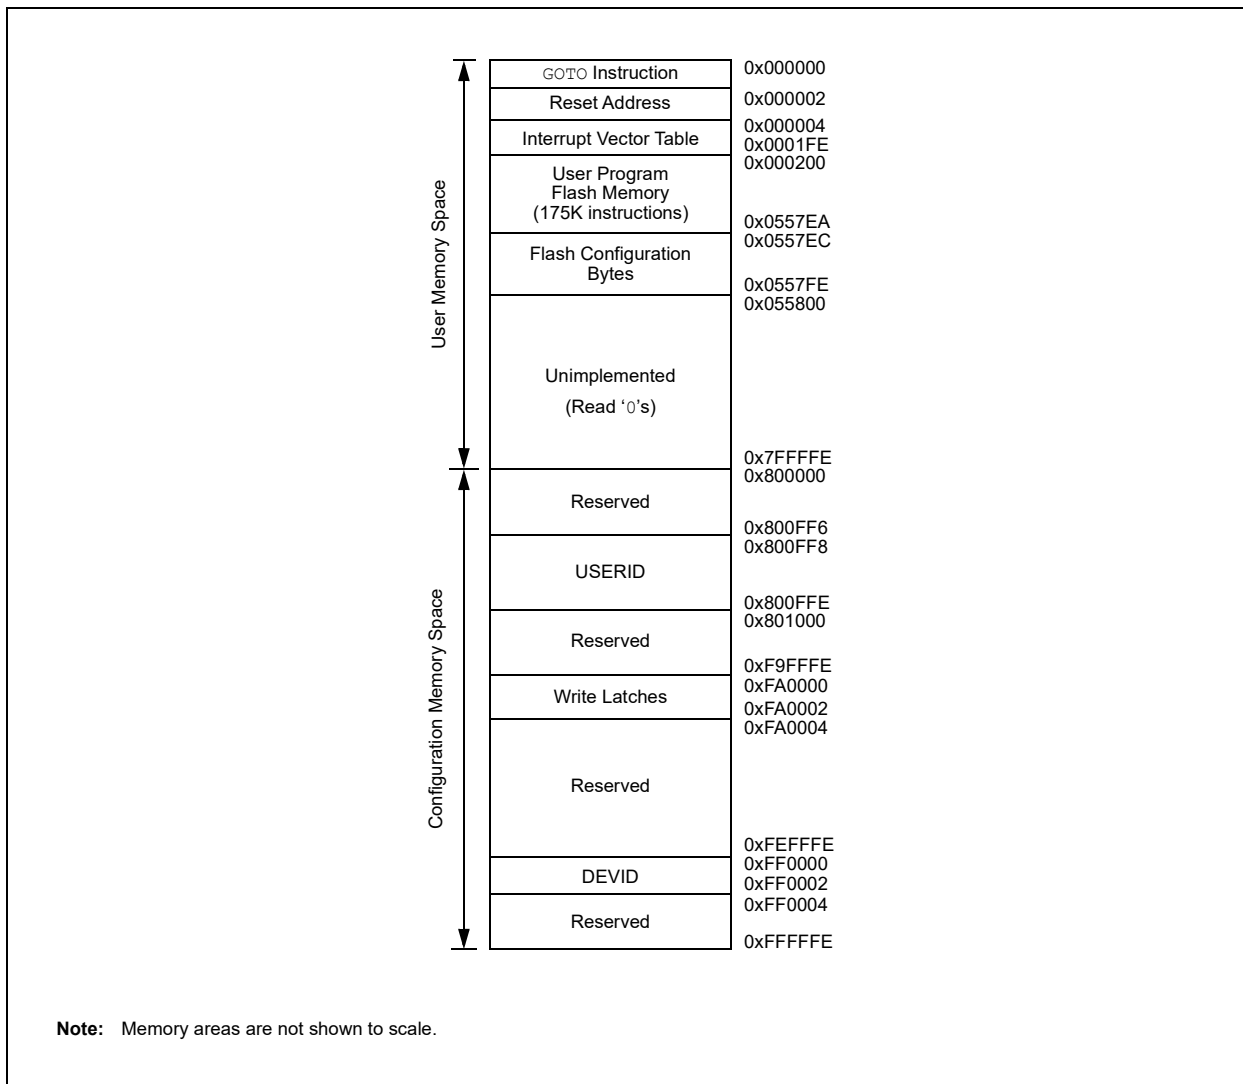 GOTO Instruction
0x000000
Reset Address
0x000002
Interrupt Vector Table
0x000004
0x0001FE
User Program
Flash Memory
(175K instructions)
0x000200
0x0557EA
Flash Configuration
Bytes
0x0557EC
0x0557FE
Unimplemented
(Read ‘0’s)
0x055800
0x7FFFFE
User Memory Space
Reserved
0x800000
0x800FF6
USERID
0x800FF8
0x800FFE
Reserved
0x801000
0xF9FFFE
Write Latches
0xFA0000
0xFA0002
Reserved
0xFA0004
0xFEFFFE
DEVID
0xFF0000
0xFF0002
Reserved
0xFF0004
0xFFFFFE
Configuration Memory Space
Note: Memory areas are not shown to scale.